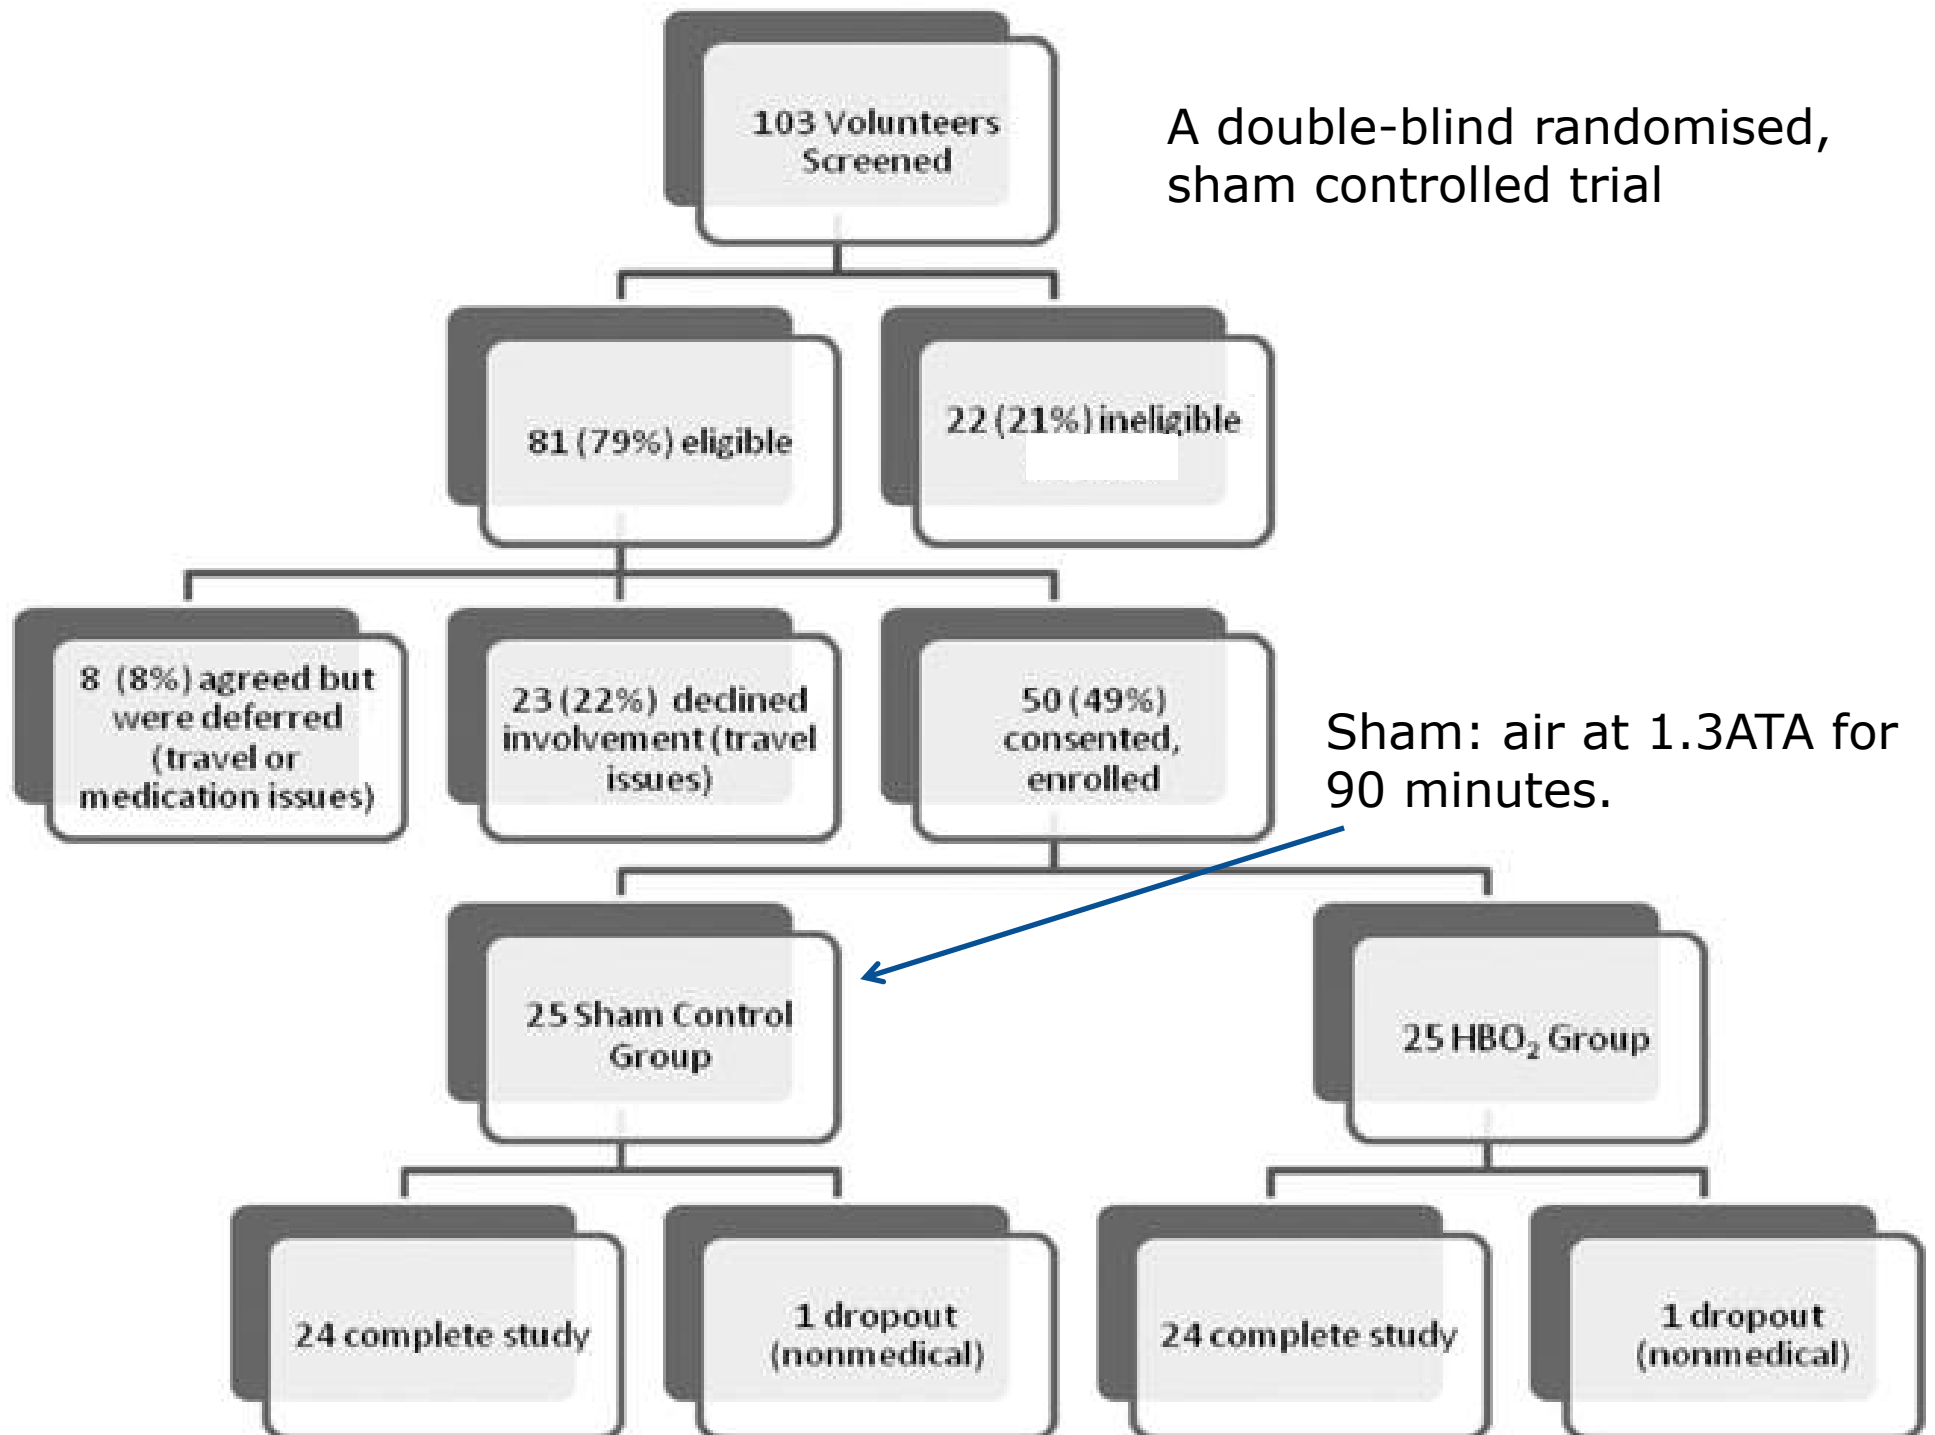 103 Volunteers
Screened
A double-blind randomised,
sham controlled trial
81 (79%) eligible
22 (21%) ineligible
8 (8%) agreed but
were deferred
(travel or
medication issues)
23 (22%) declined
involvement (travel
issues)
50 (49%)
consented,
enrolled
Sham: air at 1.3ATA for
90 minutes.
25 Sham Control
Group
25 HBO₂ Group
24 complete study
1 dropout
(nonmedical)
24 complete study
1 dropout
(nonmedical)